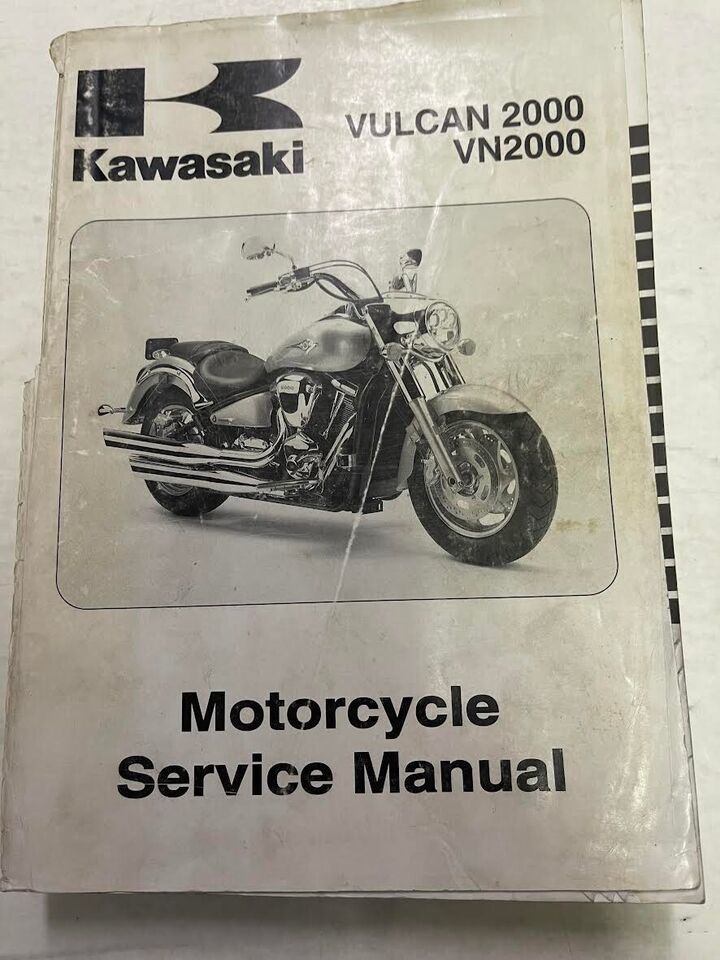 Kawasaki
VULCAN 2000
VN2000
Motorcycle
Service Manual